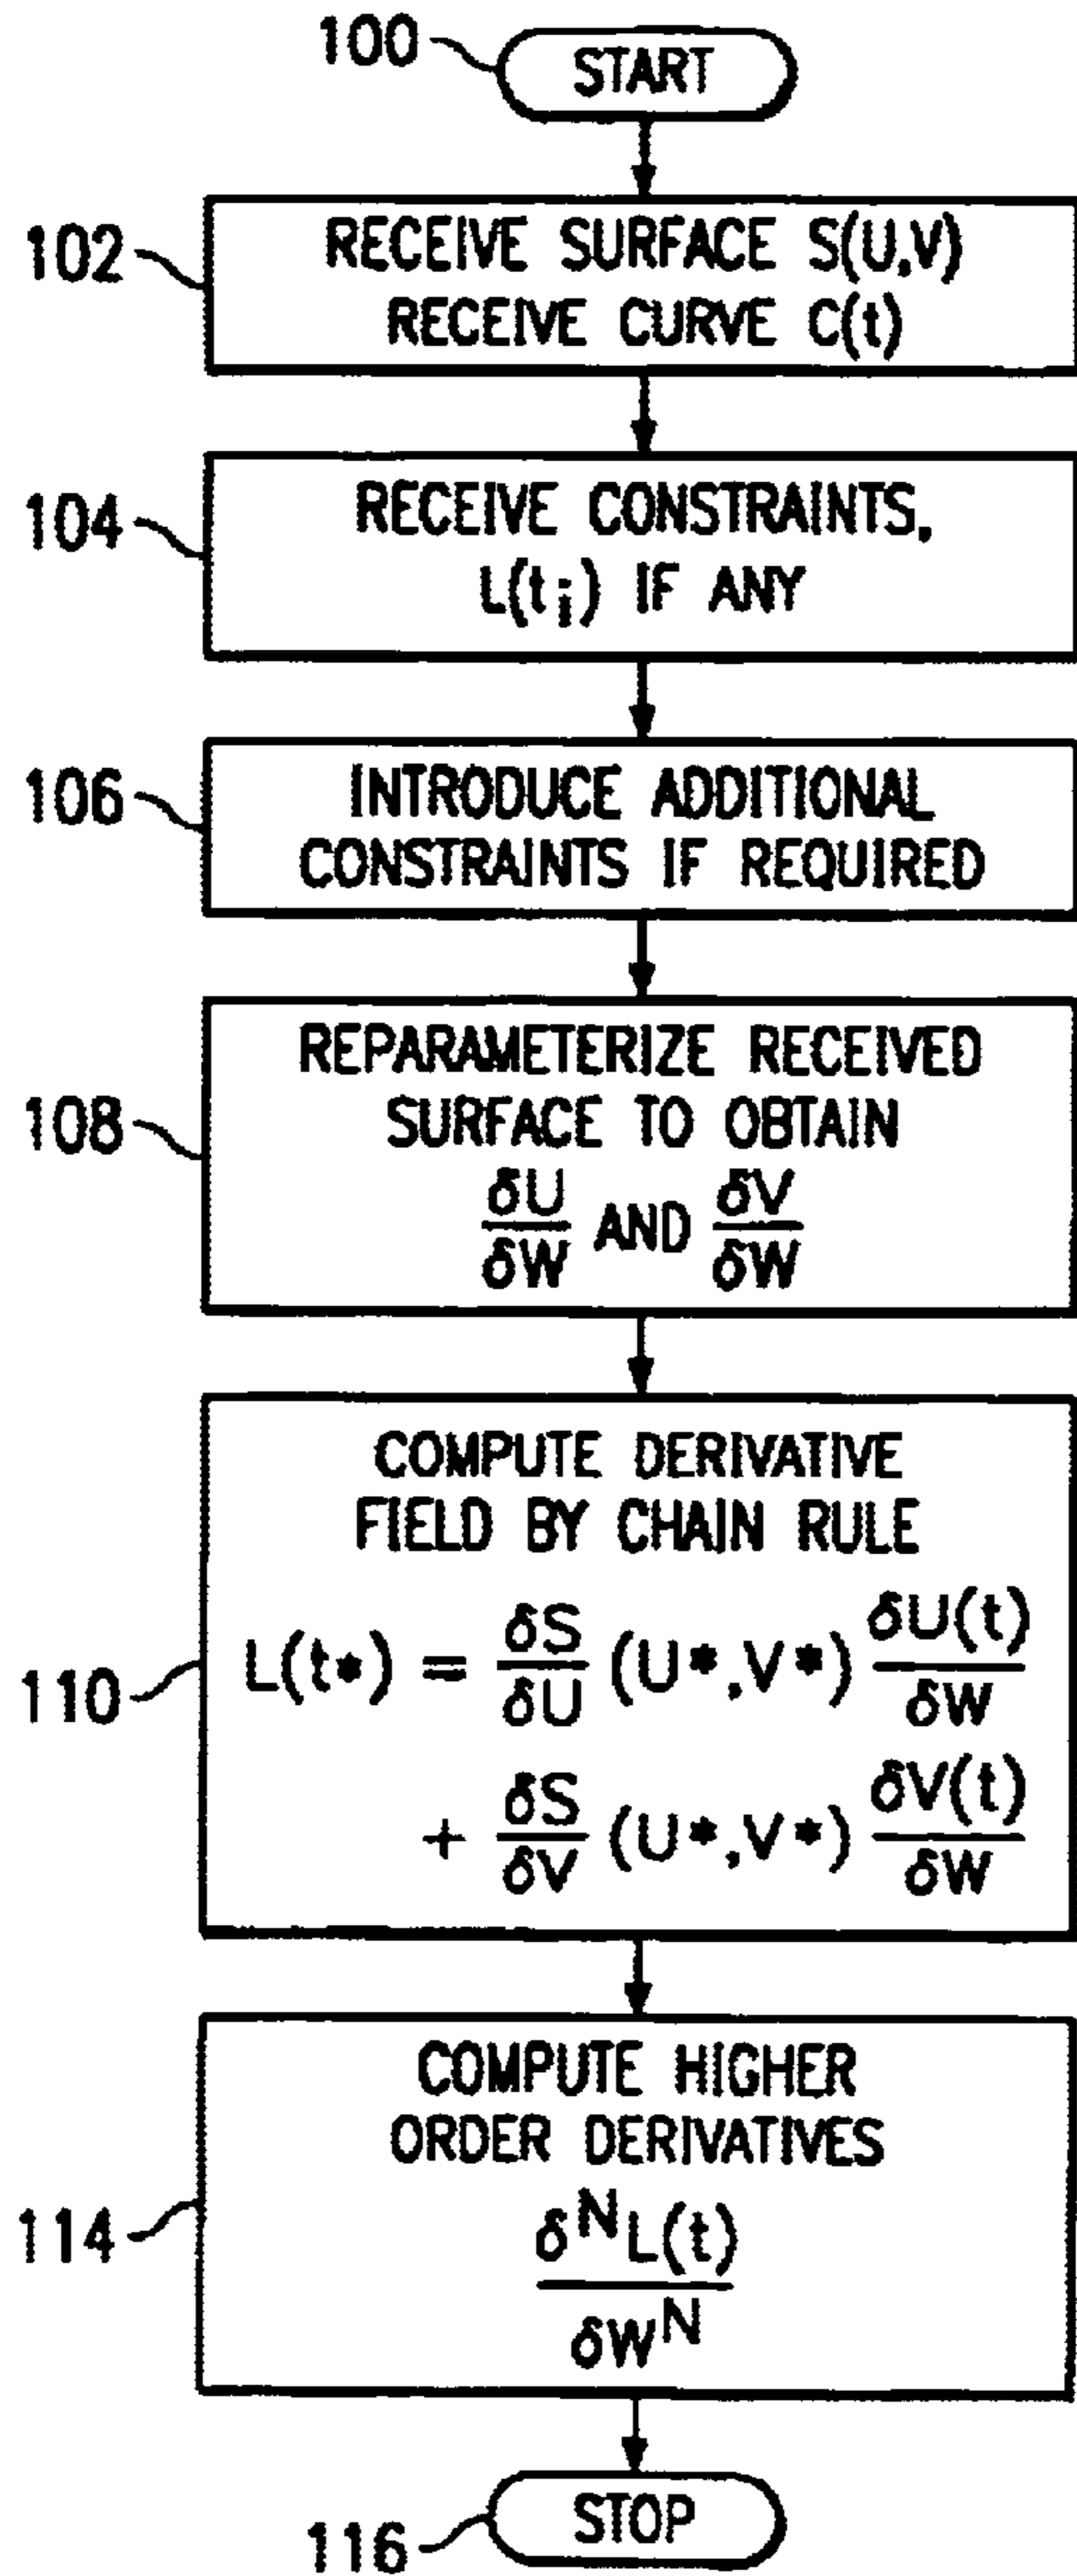 100
START
102
RECEIVE SURFACE S(U,V)
RECEIVE CURVE C(t)
104
RECEIVE CONSTRAINTS,
L(tᵢ) IF ANY
106
INTRODUCE ADDITIONAL
CONSTRAINTS IF REQUIRED
108
REPARAMETERIZE RECEIVED
SURFACE TO OBTAIN
δU/δW AND δV/δW
COMPUTE DERIVATIVE
FIELD BY CHAIN RULE
110
L(t*) = δS/δU (U*,V*) δU(t)/δW
+ δS/δV (U*,V*) δV(t)/δW
COMPUTE HIGHER
ORDER DERIVATIVES
114
δᴺL(t)/δWᴺ
STOP
116